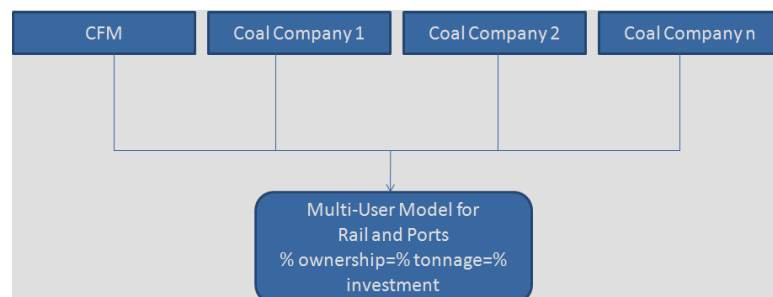 CFM
Coal Company 1
Coal Company 2
Coal Company n
Multi-User Model for
Rail and Ports
% ownership=% tonnage=%
investment